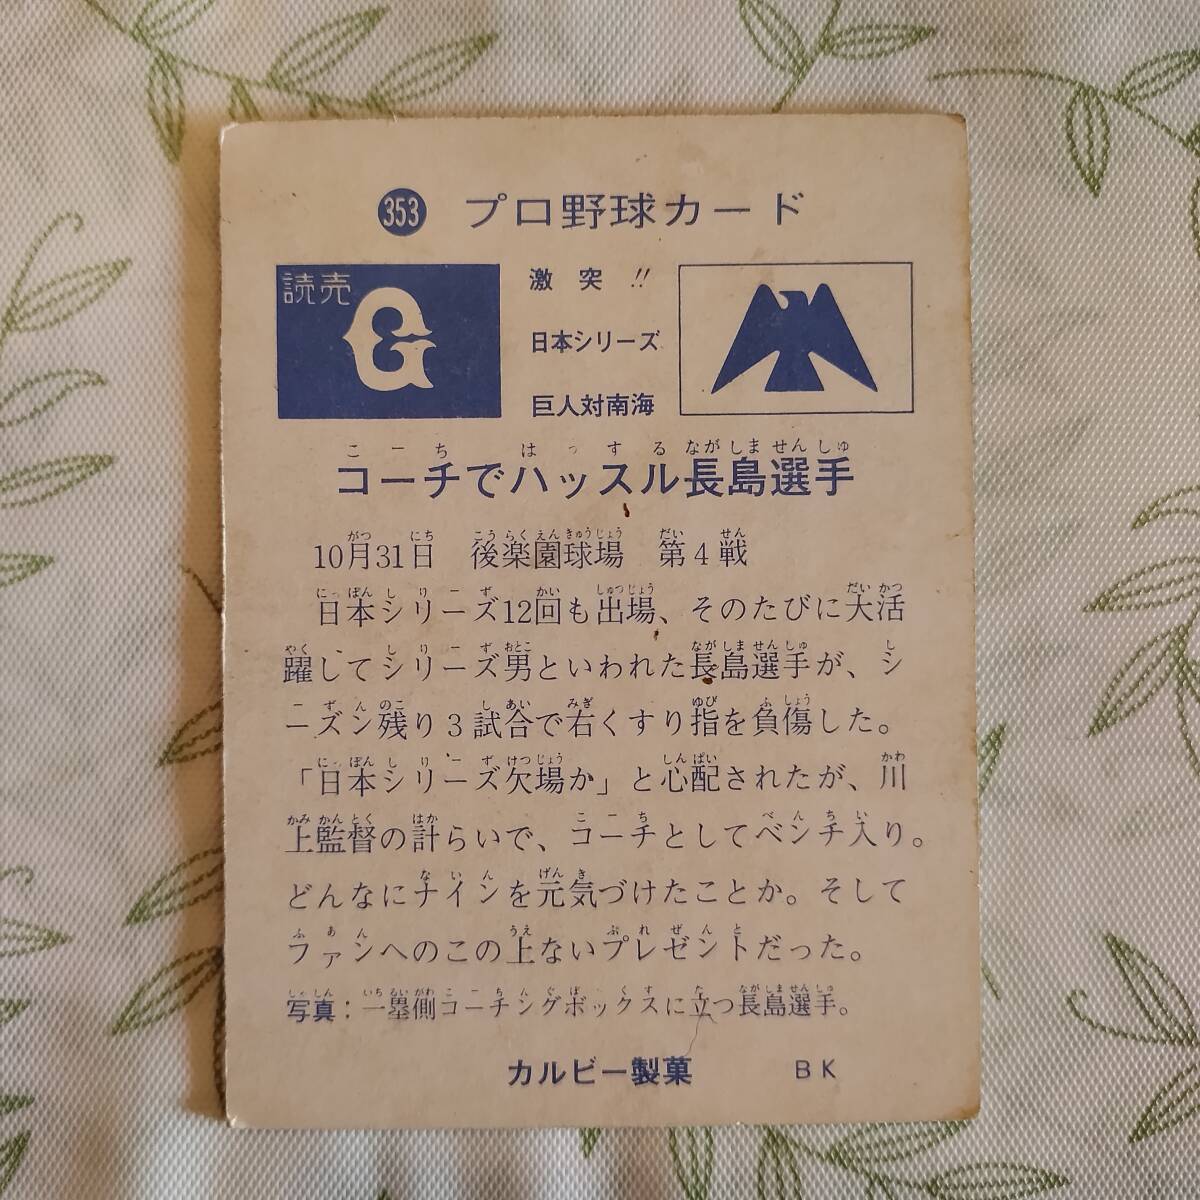 353 プロ野球カード
読売 G
激突!!
日本シリーズ
巨人対南海
コーチでハッスル長島選手
10月31日 後楽園球場 第4戦
日本シリーズ12回も出場、そのたびに大活
躍してシリーズ男といわれた長島選手が、シ
ーズン残り3試合で右くすり指を負傷した。
「日本シリーズ欠場か」と心配されたが、川
上監督の計らいで、コーチとしてベンチ入り。
どんなにナインを元気づけたことか。そして
ファンへのこの上ないプレゼントだった。
写真：一塁側コーチングボックスに立つ長島選手。
カルビー製菓 BK